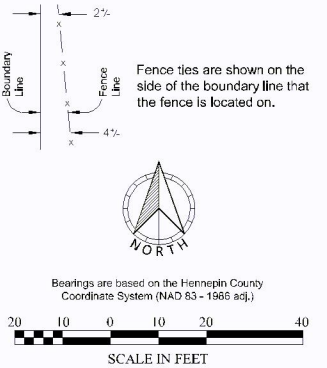 2+/-
Boundary
Line
Fence
Line
4+/-
Fence ties are shown on the
side of the boundary line that
the fence is located on.
NORTH
Bearings are based on the Hennepin County
Coordinate System (NAD 83 - 1986 adj.)
20 10 0 10 20 40
SCALE IN FEET